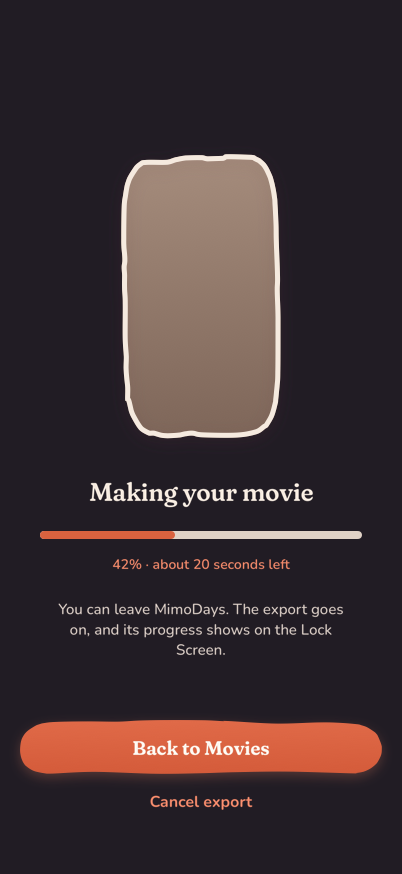 Making your movie
42% · about 20 seconds left
You can leave MimoDays. The export goes
on, and its progress shows on the Lock
Screen.
Back to Movies
Cancel export